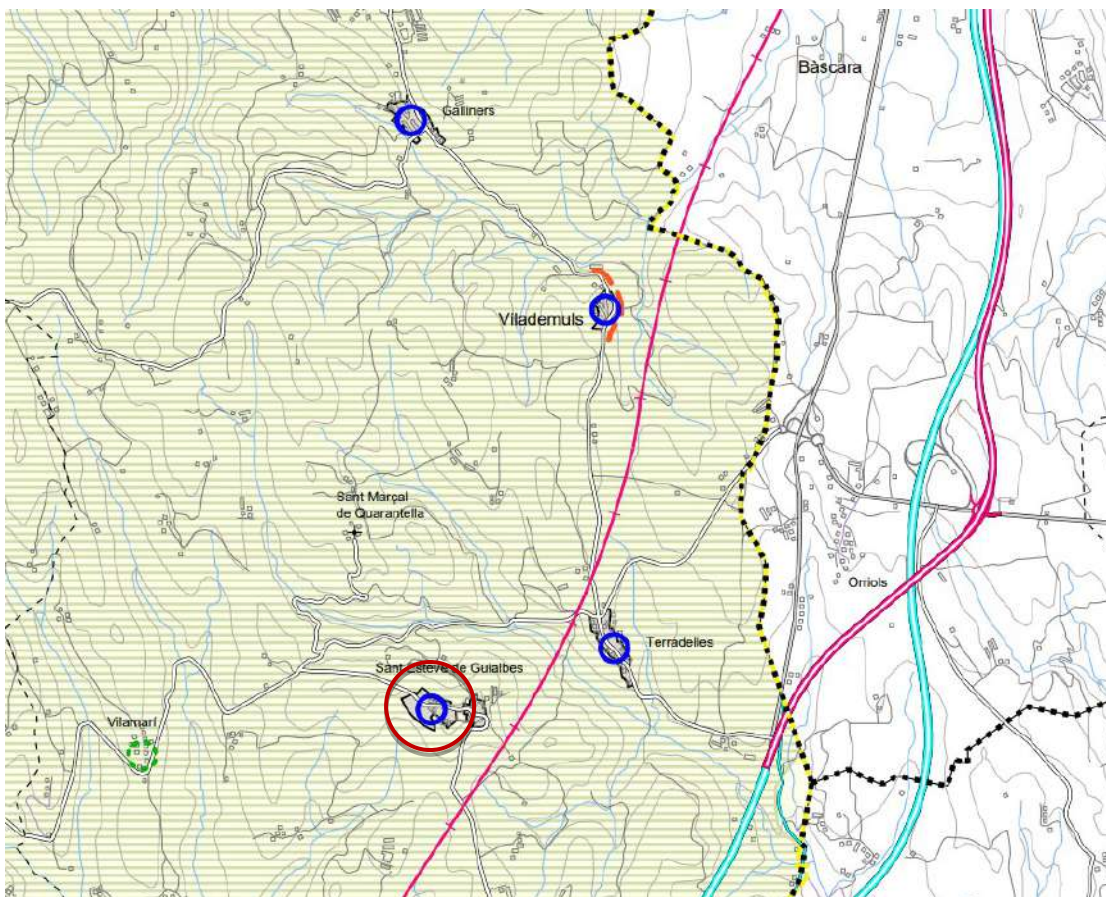 Bàscara
Galliners
Vilademuls
Sant Marçal
de Quarantella
Orriols
Terradelles
Sant Esteve de Guialbes
Vilamarí